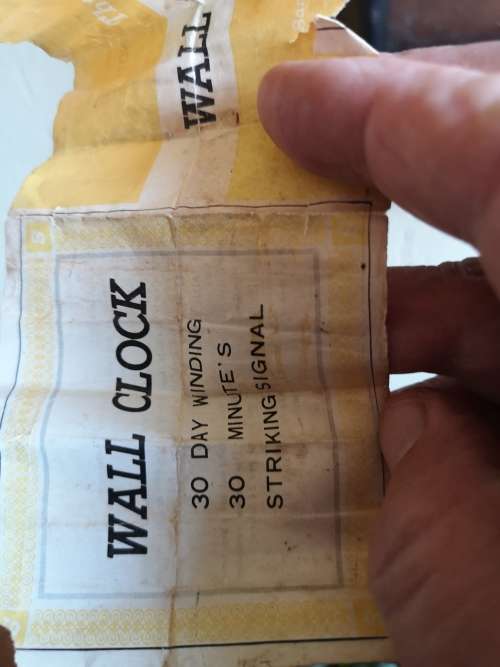 WALL
WALL CLOCK
30 DAY WINDING
30 MINUTE'S
STRIKING SIGNAL